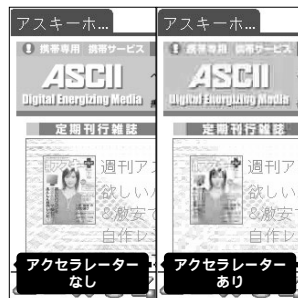 アスキーホ...
携帯専用 携帯サービス
ASCII
Digital Energizing Media
定期刊行雑誌
週刊ア
欲しい
&激安で
自作レ
アクセラレーター
なし
アスキーホ...
携帯専用 携帯サービス
ASCII
Digital Energizing Media
定期刊行雑誌
週刊ア
欲しい
&激安
自作レ
アクセラレーター
あり